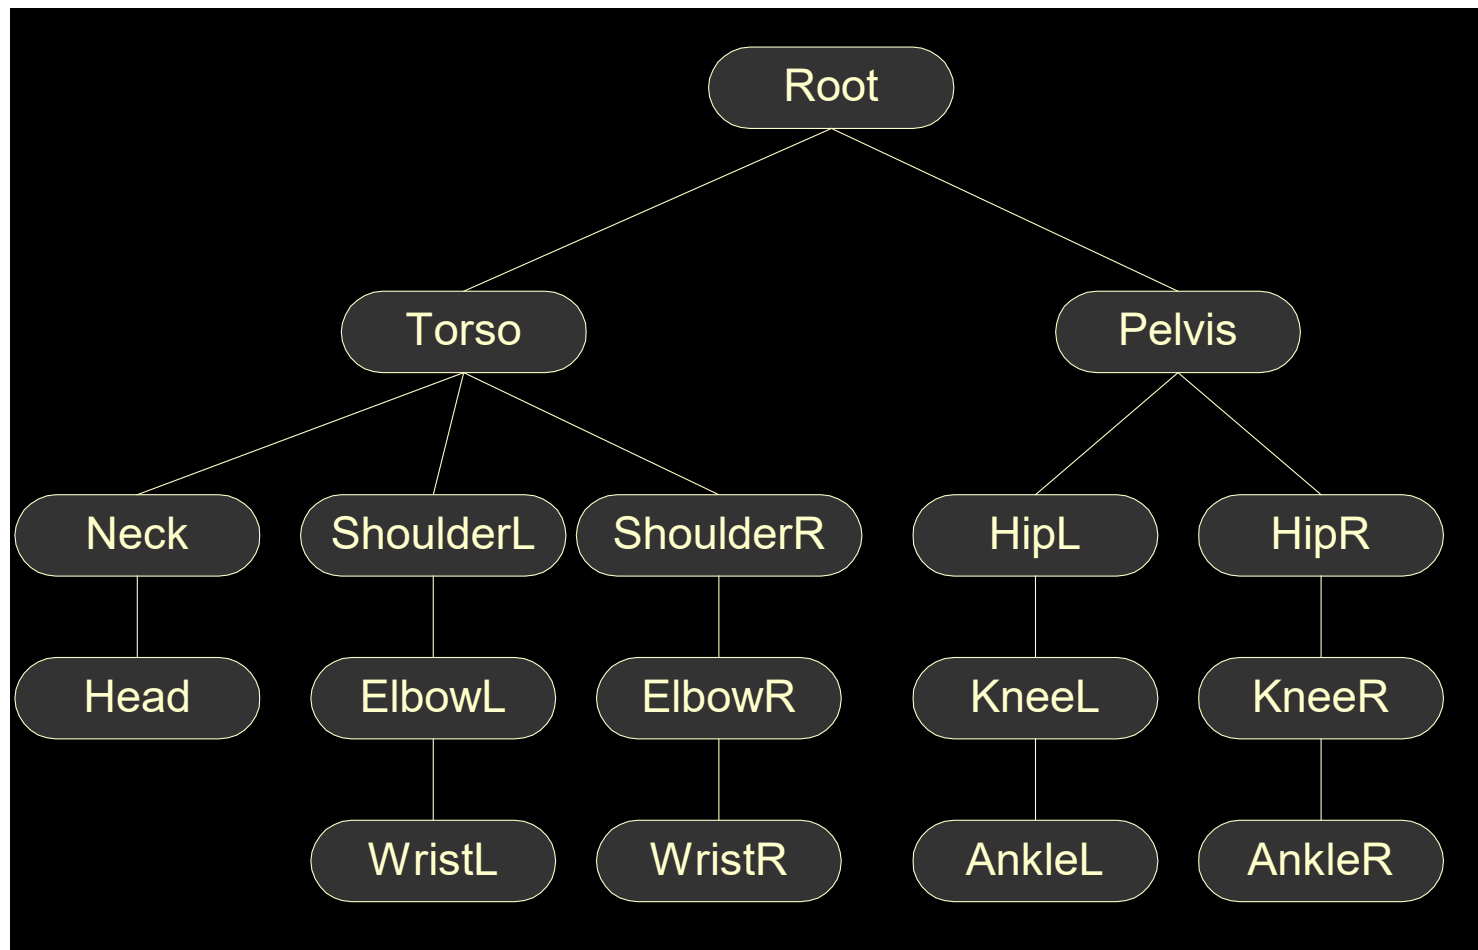 Root
Torso
Pelvis
Neck
ShoulderL
ShoulderR
HipL
HipR
Head
ElbowL
ElbowR
KneeL
KneeR
WristL
WristR
AnkleL
AnkleR